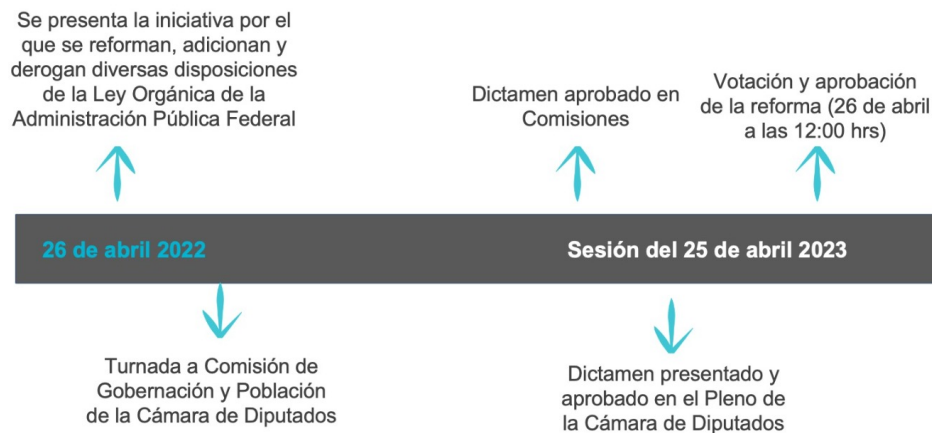 Se presenta la iniciativa por el
que se reforman, adicionan y
derogan diversas disposiciones
de la Ley Orgánica de la
Administración Pública Federal
Dictamen aprobado en
Comisiones
Votación y aprobación
de la reforma (26 de abril
a las 12:00 hrs)
26 de abril 2022
Sesión del 25 de abril 2023
Turnada a Comisión de
Gobernación y Población
de la Cámara de Diputados
Dictamen presentado y
aprobado en el Pleno de
la Cámara de Diputados